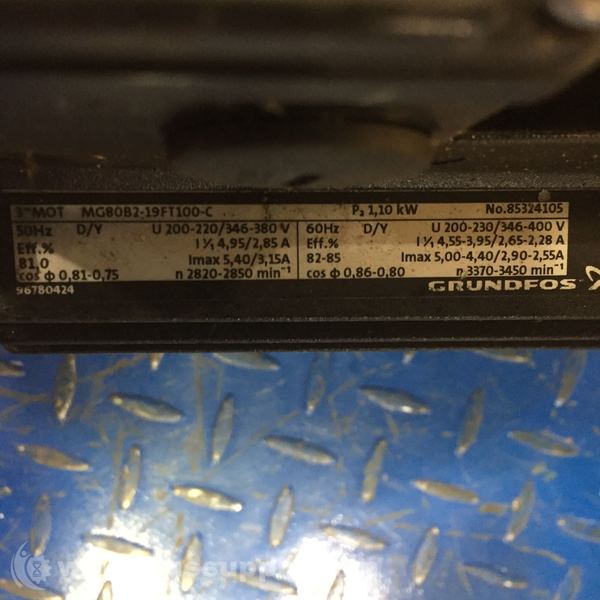 3~MOT MG80B2-19FT100-C P₂ 1,10 kW No.85324105
50Hz D/Y U 200-220/346-380 V
Eff.% I 1/1 4,95/2,85 A
81,0 Imax 5,40/3,15A
cos φ 0,81-0,75 n 2820-2850 min⁻¹
60Hz D/Y U 200-230/346-400 V
Eff.% I 1/1 4,55-3,95/2,65-2,28 A
82-85 Imax 5,00-4,40/2,90-2,55A
cos φ 0,86-0,80 n 3370-3450 min⁻¹
96780424
GRUNDFOS